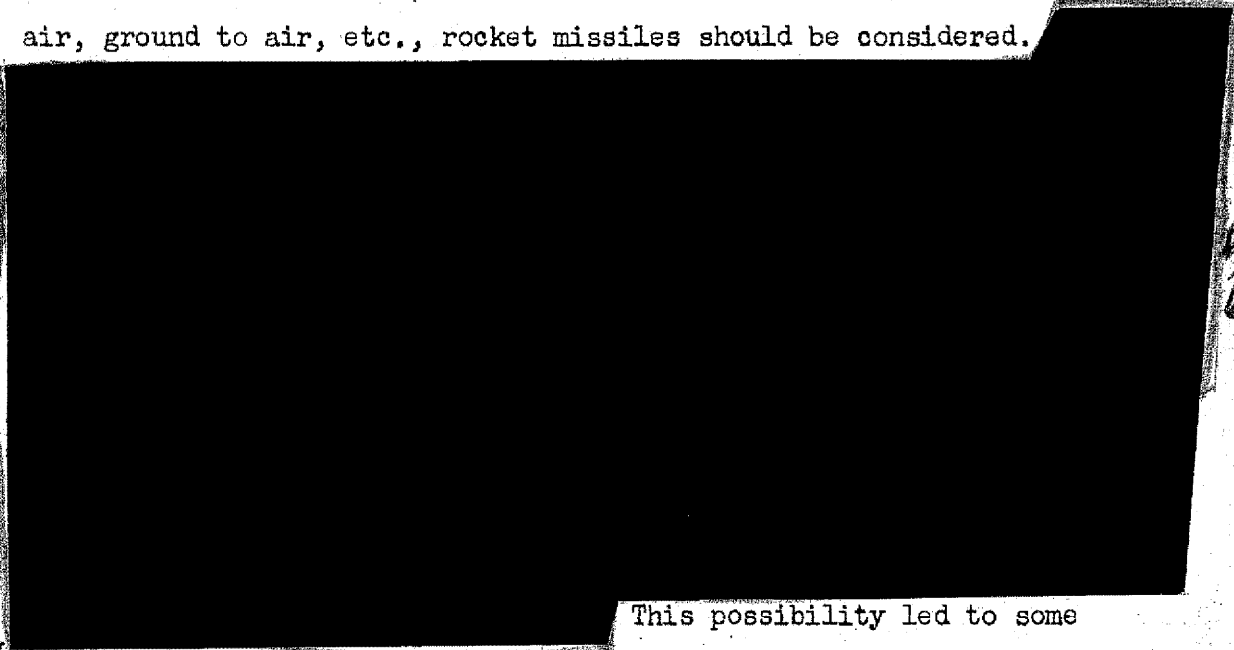 air, ground to air, etc., rocket missiles should be considered.
This possibility led to some